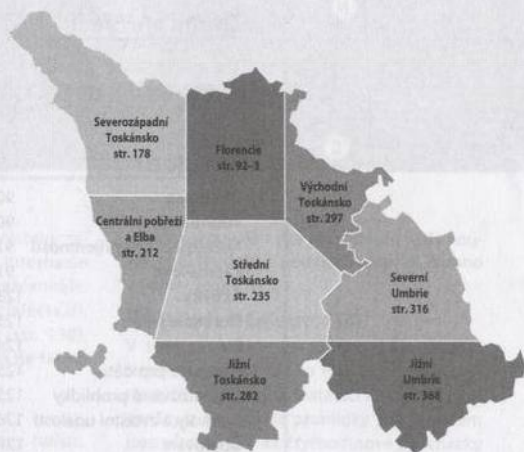 Severozápadní
Toskánsko
str. 178
Florencie
str. 92–3
Východní
Toskánsko
str. 297
Centrální pobřeží
a Elba
str. 212
Střední
Toskánsko
str. 235
Severní
Umbrie
str. 316
Jižní
Toskánsko
str. 282
Jižní
Umbrie
str. 368